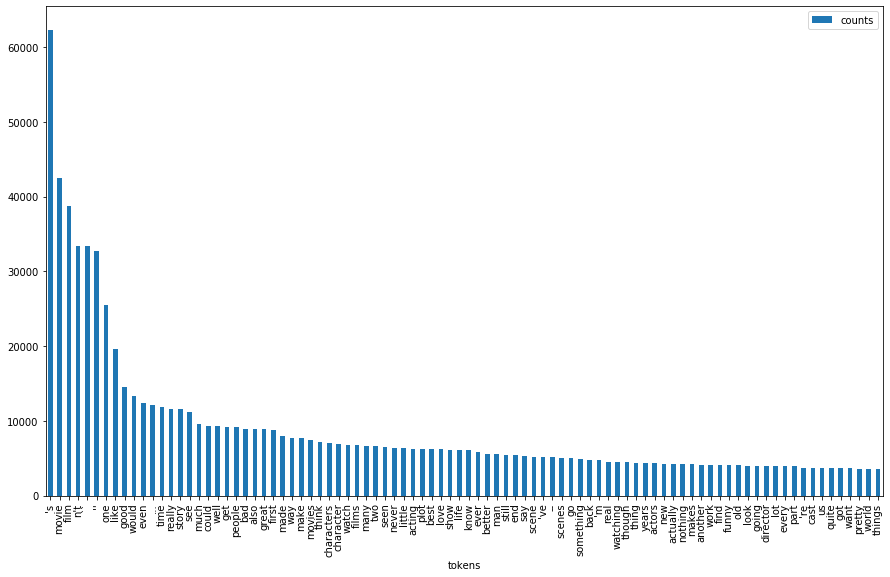 counts
60000
50000
40000
30000
20000
10000
0
's
movie
film
''
one
like
good
would
even
...
time
really
story
see
much
could
well
get
people
bad
also
great
first
made
way
make
movies
think
characters
character
watch
films
many
two
seen
never
little
acting
plot
best
love
show
life
know
ever
better
man
still
end
say
scene
've
scenes
go
something
back
'm
real
watching
though
thing
years
actors
new
actually
nothing
makes
another
work
find
funny
old
look
going
director
lot
every
part
're
cast
us
quite
got
want
pretty
world
things
tokens